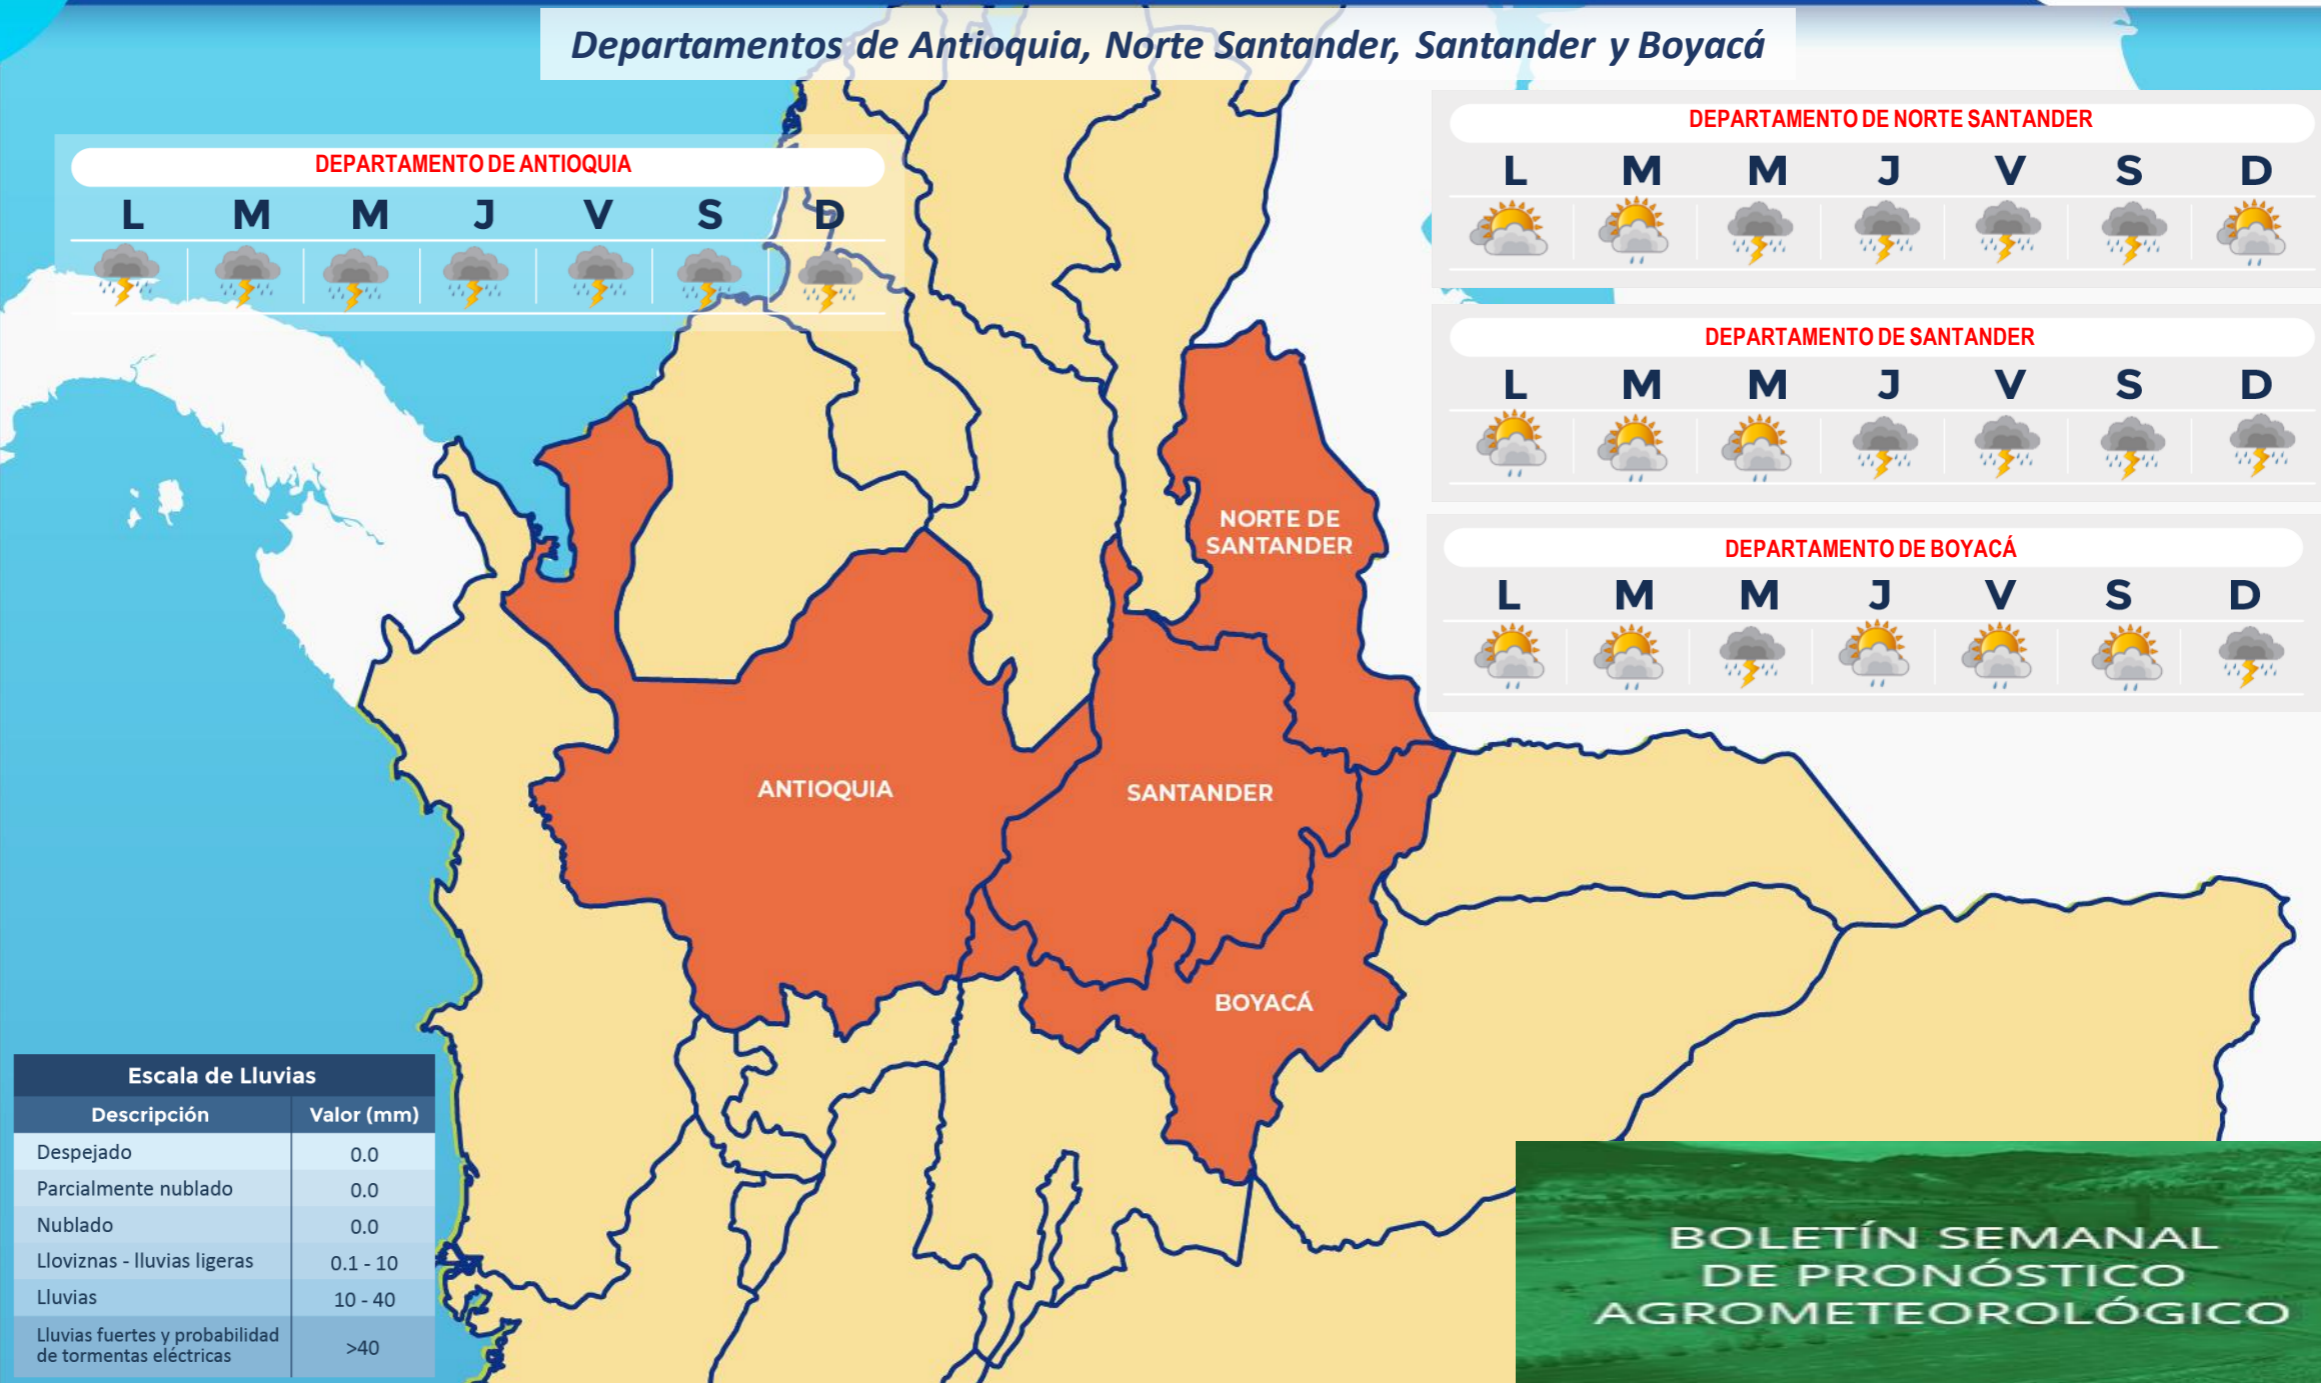 Departamentos de Antioquia, Norte Santander, Santander y Boyacá
DEPARTAMENTO DE ANTIOQUIA
L M M J V S D
DEPARTAMENTO DE NORTE SANTANDER
L M M J V S D
DEPARTAMENTO DE SANTANDER
L M M J V S D
DEPARTAMENTO DE BOYACÁ
L M M J V S D
NORTE DE
SANTANDER
ANTIOQUIA
SANTANDER
BOYACÁ
Escala de Lluvias
Descripción Valor (mm)
Despejado 0.0
Parcialmente nublado 0.0
Nublado 0.0
Lloviznas - lluvias ligeras 0.1 - 10
Lluvias 10 - 40
Lluvias fuertes y probabilidad
de tormentas eléctricas >40
BOLETÍN SEMANAL
DE PRONÓSTICO
AGROMETEOROLÓGICO